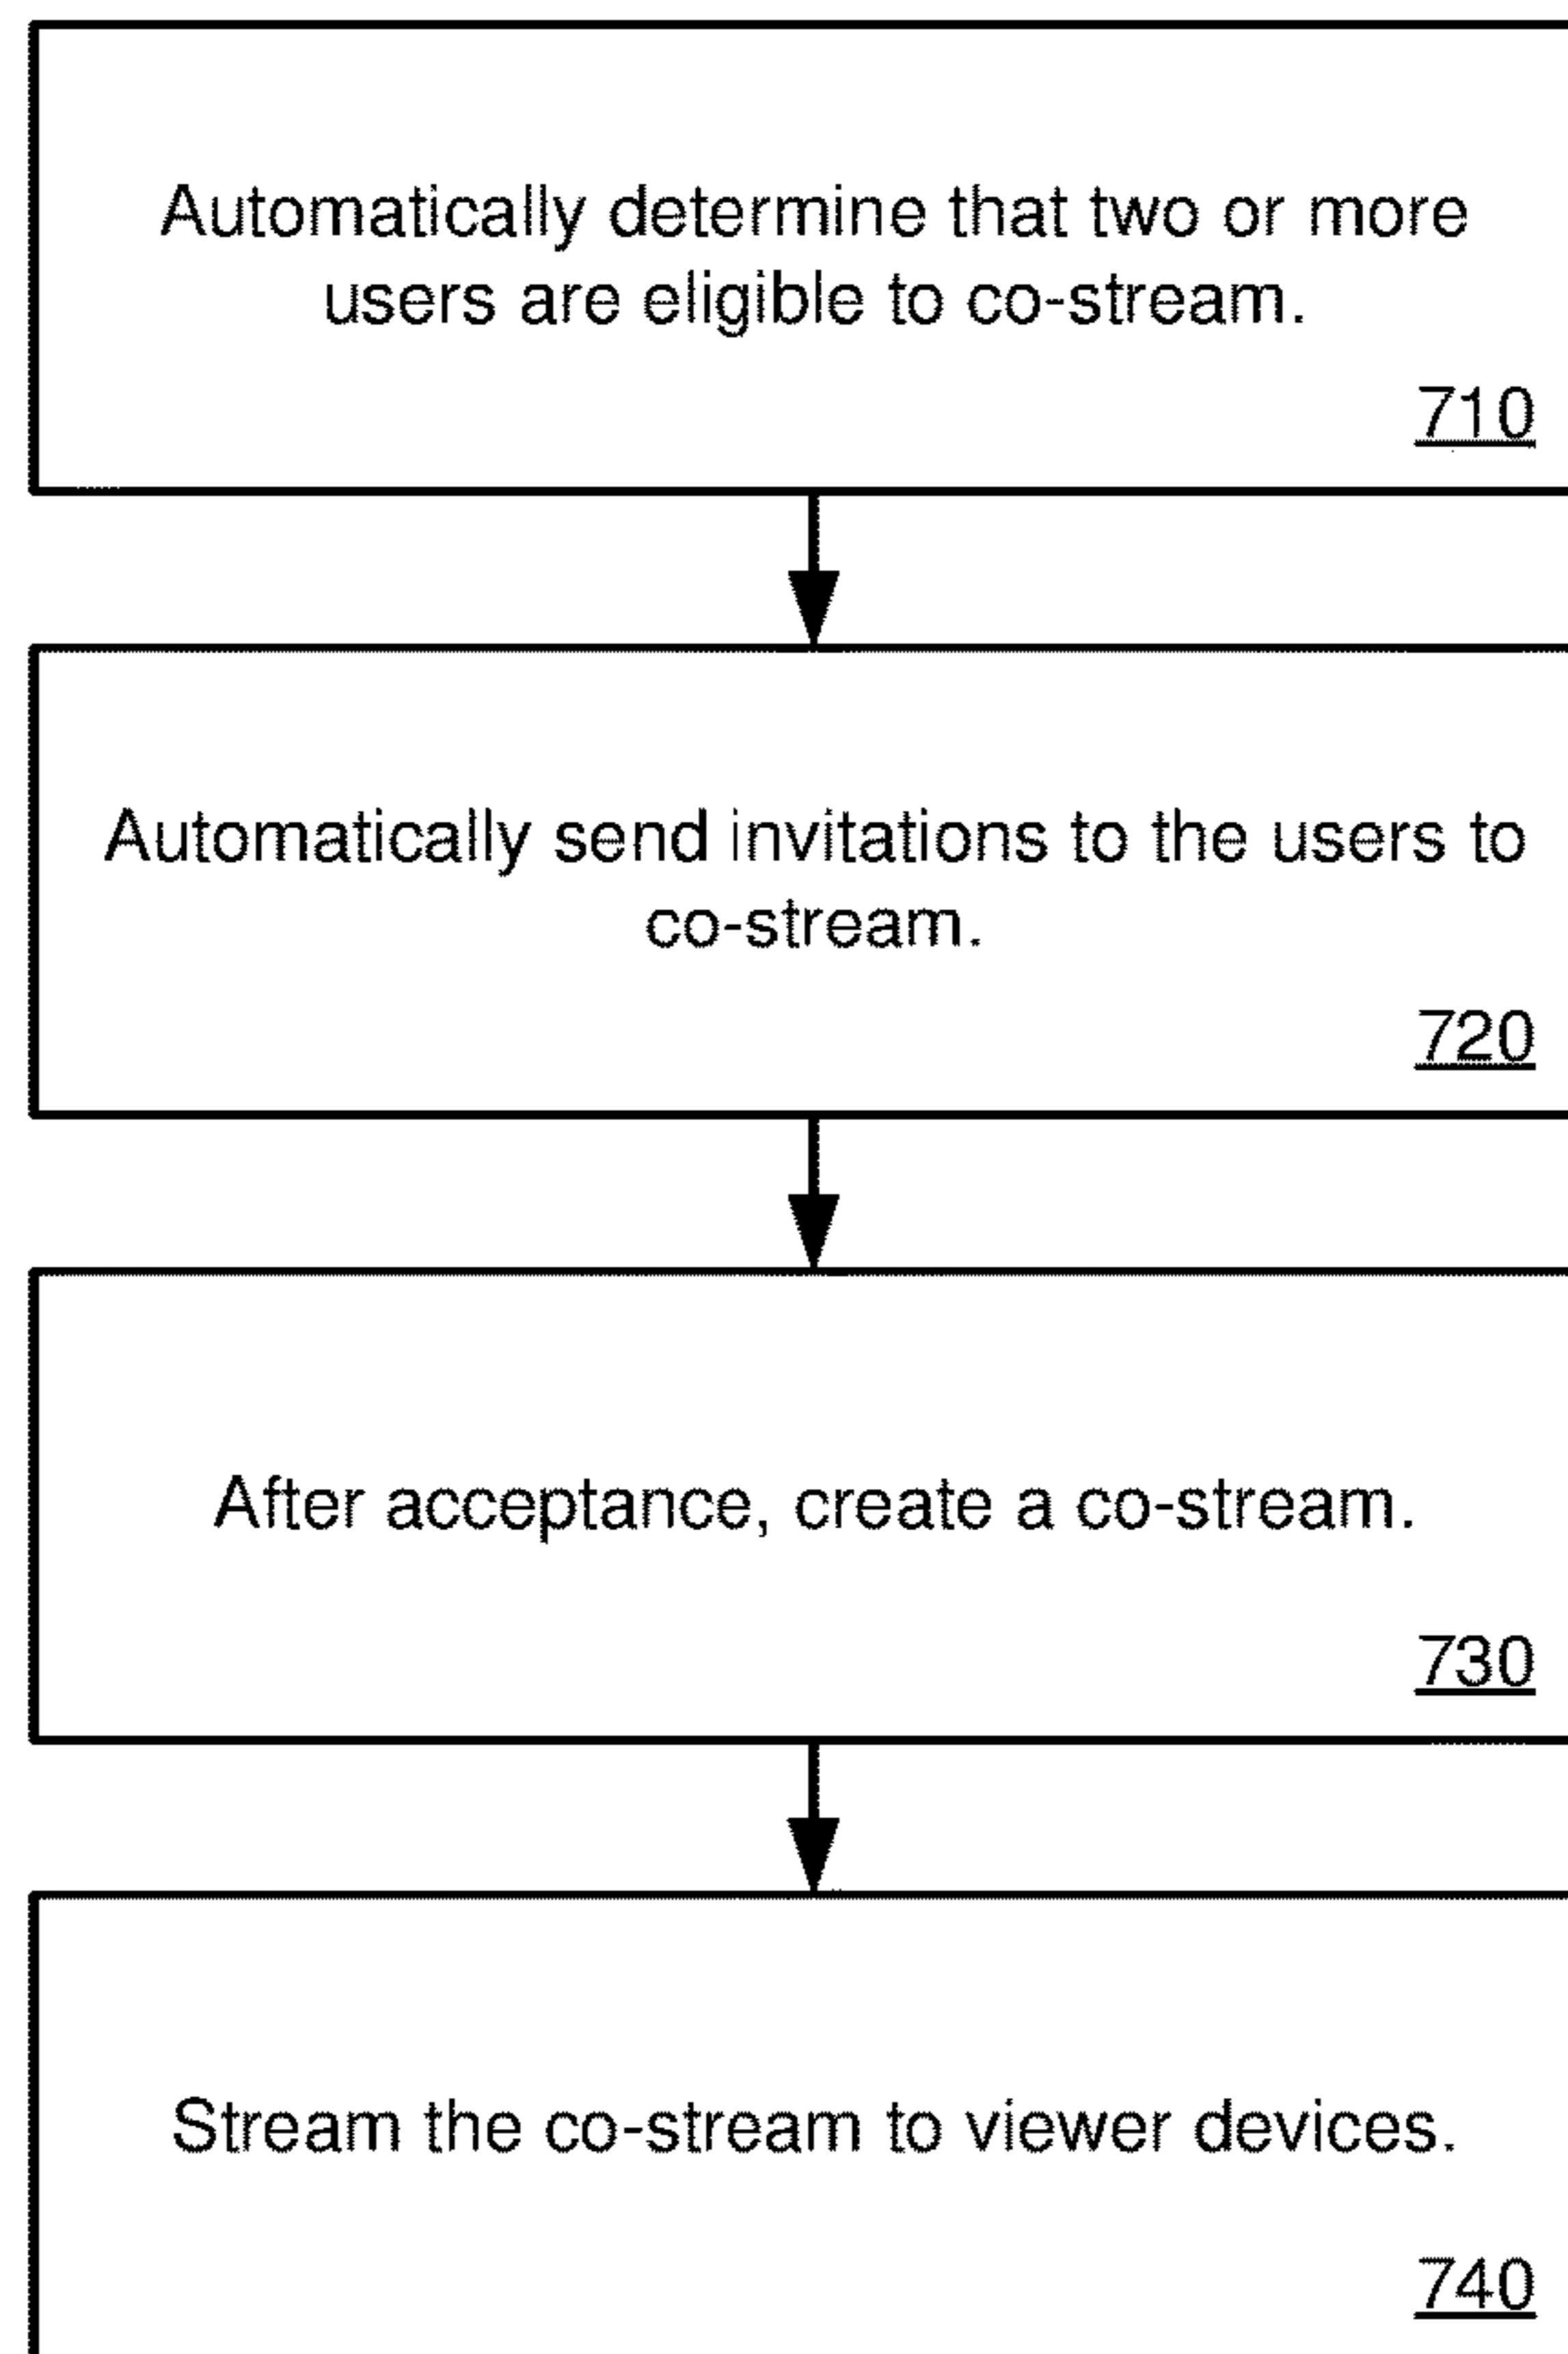 Automatically determine that two or more
users are eligible to co-stream.
710
Automatically send invitations to the users to
co-stream.
720
After acceptance, create a co-stream.
730
Stream the co-stream to viewer devices.
740